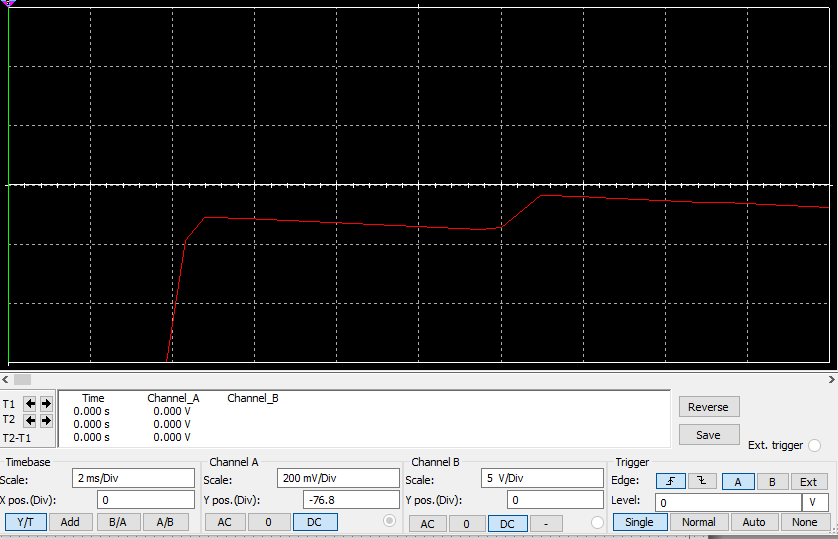 Time Channel_A Channel_B
T1 0.000 s 0.000 V
T2 0.000 s 0.000 V
T2-T1 0.000 s 0.000 V
Reverse
Save
Ext. trigger
Timebase
Scale: 2 ms/Div
X pos.(Div): 0
Y/T Add B/A A/B
Channel A
Scale: 200 mV/Div
Y pos.(Div): -76.8
AC 0 DC
Channel B
Scale: 5 V/Div
Y pos.(Div): 0
AC 0 DC -
Trigger
Edge: A B Ext
Level: 0 V
Single Normal Auto None